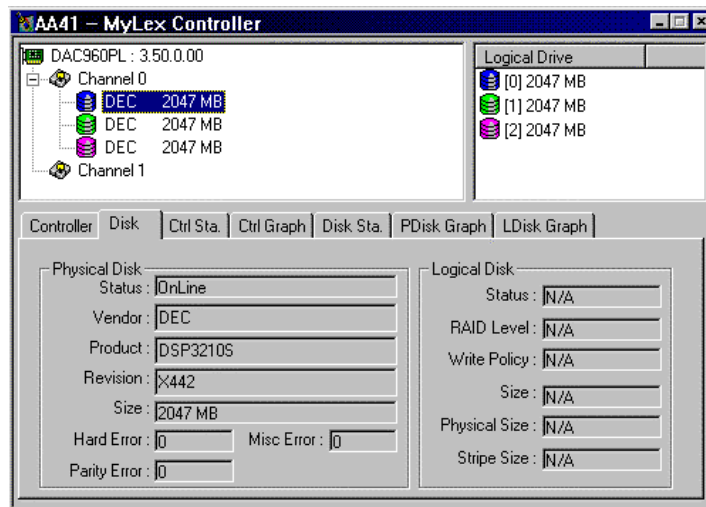 AA41 – MyLex Controller
DAC960PL : 3.50.0.00
Channel 0
DEC 2047 MB
DEC 2047 MB
DEC 2047 MB
Channel 1
Logical Drive
[0] 2047 MB
[1] 2047 MB
[2] 2047 MB
Controller Disk Ctrl Sta. Ctrl Graph Disk Sta. PDisk Graph LDisk Graph
Physical Disk
Status : OnLine
Vendor : DEC
Product : DSP3210S
Revision : X442
Size : 2047 MB
Hard Error : 0 Misc Error : 0
Parity Error : 0
Logical Disk
Status : N/A
RAID Level : N/A
Write Policy : N/A
Size : N/A
Physical Size : N/A
Stripe Size : N/A